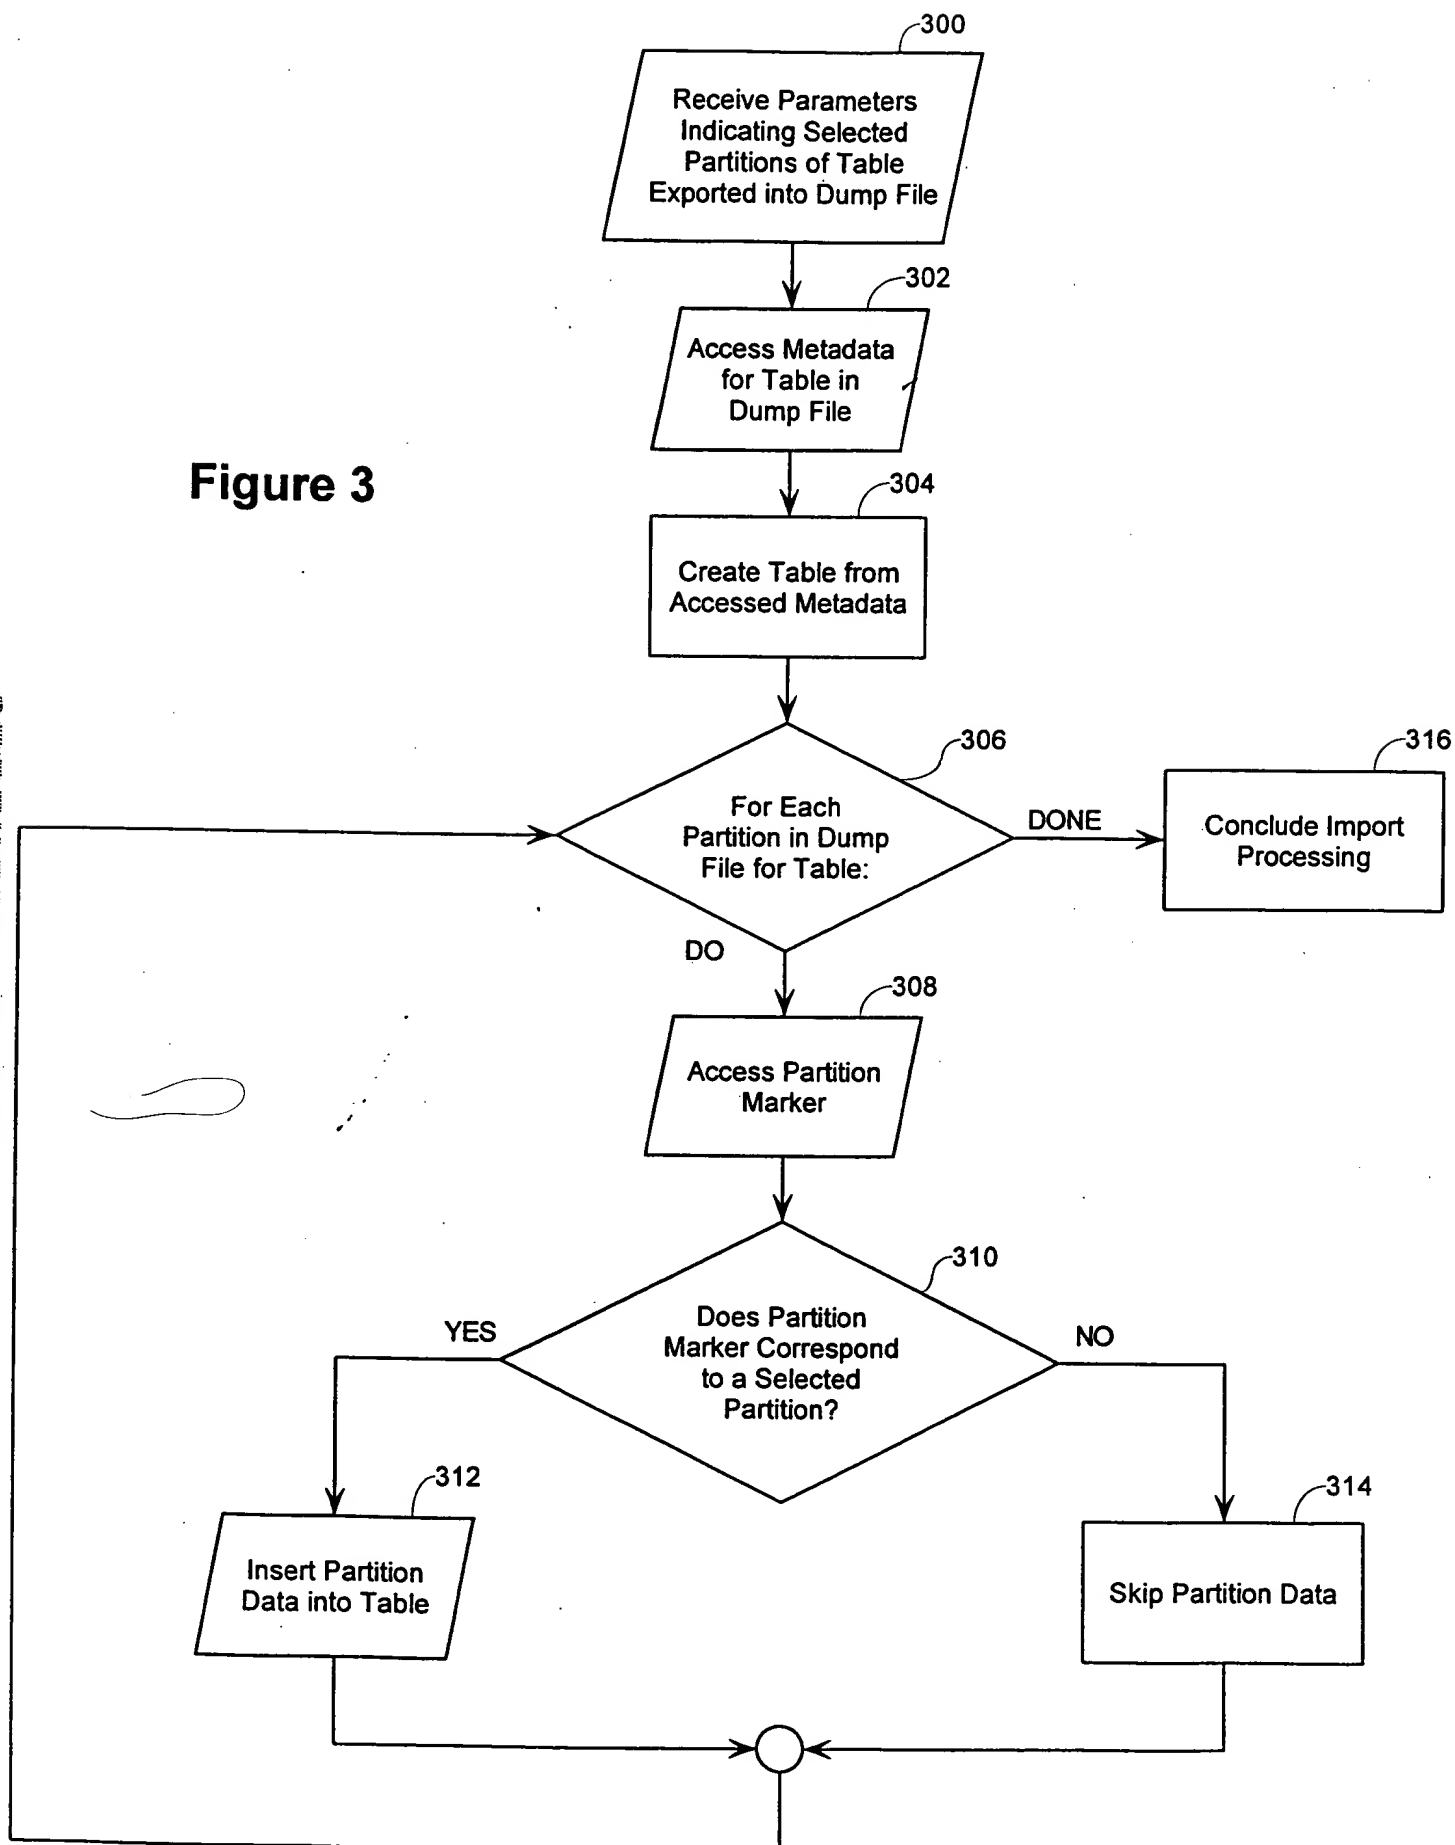 300
Receive Parameters
Indicating Selected
Partitions of Table
Exported into Dump File
302
Access Metadata
for Table in
Dump File
Figure 3
304
Create Table from
Accessed Metadata
306
316
For Each
Partition in Dump
File for Table:
DONE
Conclude Import
Processing
DO
308
Access Partition
Marker
310
Does Partition
Marker Correspond
to a Selected
Partition?
YES
NO
312
314
Insert Partition
Data into Table
Skip Partition Data